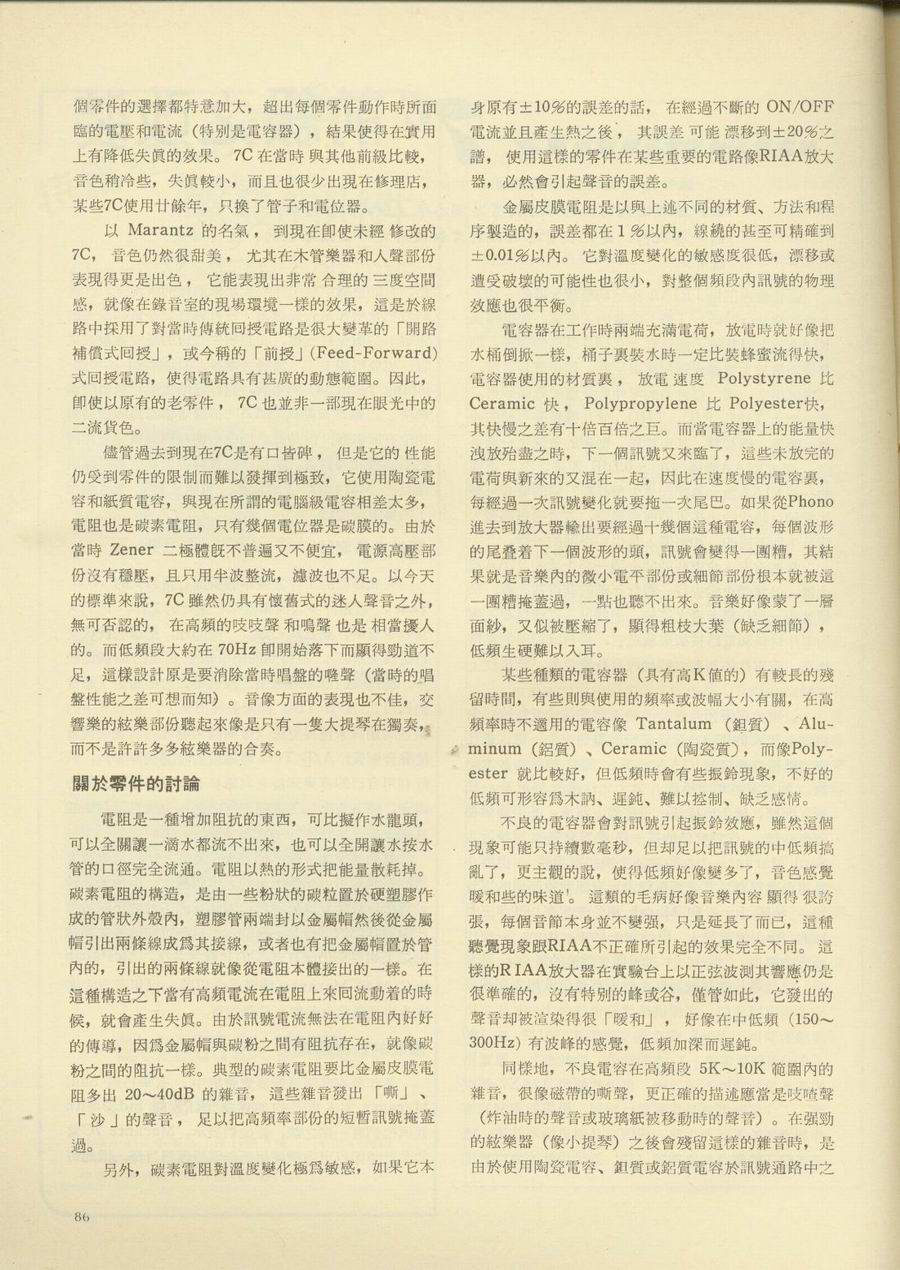 個零件的選擇都特意加大，超出每個零件動作時所面
臨的電壓和電流（特別是電容器），結果使得在實用
上有降低失眞的效果。7C 在當時與其他前級比較，
音色稍冷些，失眞較小，而且也很少出現在修理店，
某些7C使用廿餘年，只換了管子和電位器。
以 Marantz 的名氣，到現在卽使未經修改的
7C，音色仍然很甜美，尤其在木管樂器和人聲部份
表現得更是出色，它能表現出非常合理的三度空間
感，就像在錄音室的現場環境一樣的效果，這是於線
路中採用了對當時傳統回授電路是很大變革的「開路
補償式回授」，或今稱的「前授」(Feed-Forward)
式回授電路，使得電路具有甚廣的動態範圍。因此，
卽使以原有的老零件，7C 也並非一部現在眼光中的
二流貨色。
儘管過去到現在7C是有口皆碑，但是它的性能
仍受到零件的限制而難以發揮到極致，它使用陶瓷電
容和紙質電容，與現在所謂的電腦級電容相差太多，
電阻也是碳素電阻，只有幾個電位器是碳膜的。由於
當時 Zener 二極體旣不普遍又不便宜，電源高壓部
份沒有穩壓，且只用半波整流，濾波也不足。以今天
的標準來說，7C 雖然仍具有懷舊式的迷人聲音之外，
無可否認的，在高頻的吱吱聲和鳴聲也是相當擾人
的。而低頻段大約在 70Hz 卽開始落下而顯得勁道不
足，這樣設計原是要消除當時唱盤的隆聲（當時的唱
盤性能之差可想而知）。音像方面的表現也不佳，交
響樂的絃樂部份聽起來像是只有一隻大提琴在獨奏，
而不是許許多多絃樂器的合奏。
關於零件的討論
電阻是一種增加阻抗的東西，可比擬作水龍頭，
可以全關讓一滴水都流不出來，也可以全開讓水按水
管的口徑完全流通。電阻以熱的形式把能量散耗掉。
碳素電阻的構造，是由一些粉狀的碳粒置於硬塑膠作
成的管狀外殼內，塑膠管兩端封以金屬帽然後從金屬
帽引出兩條線成爲其接線，或者也有把金屬帽置於管
內的，引出的兩條線就像從電阻本體接出的一樣。在
這種構造之下當有高頻電流在電阻上來回流動着的時
候，就會產生失眞。由於訊號電流無法在電阻內好好
的傳導，因爲金屬帽與碳粉之間有阻抗存在，就像碳
粉之間的阻抗一樣。典型的碳素電阻要比金屬皮膜電
阻多出 20～40dB 的雜音，這些雜音發出「嘶」、
「沙」的聲音，足以把高頻率部份的短暫訊號掩蓋
過。
另外，碳素電阻對溫度變化極爲敏感，如果它本
身原有±10%的誤差的話，在經過不斷的 ON/OFF
電流並且產生熱之後，其誤差可能漂移到±20%之
譜，使用這樣的零件在某些重要的電路像RIAA放大
器，必然會引起聲音的誤差。
金屬皮膜電阻是以與上述不同的材質、方法和程
序製造的，誤差都在 1 %以內，線繞的甚至可精確到
±0.01%以內。它對溫度變化的敏感度很低，漂移或
遭受破壞的可能性也很小，對整個頻段內訊號的物理
效應也很平衡。
電容器在工作時兩端充滿電荷，放電時就好像把
水桶倒掀一樣，桶子裏裝水時一定比裝蜂蜜流得快，
電容器使用的材質裏，放電速度 Polystyrene 比
Ceramic 快，Polypropylene 比 Polyester快，
其快慢之差有十倍百倍之巨。而當電容器上的能量快
洩放殆盡之時，下一個訊號又來臨了，這些未放完的
電荷與新來的又混在一起，因此在速度慢的電容裏，
每經過一次訊號變化就要拖一次尾巴。如果從Phono
進去到放大器輸出要經過十幾個這種電容，每個波形
的尾疊着下一個波形的頭，訊號會變得一團糟，其結
果就是音樂內的微小電平部份或細節部份根本就被這
一團糟掩蓋過，一點也聽不出來。音樂好像蒙了一層
面紗，又似被壓縮了，顯得粗枝大葉（缺乏細節），
低頻生硬難以入耳。
某些種類的電容器（具有高K値的）有較長的殘
留時間，有些則與使用的頻率或波幅大小有關，在高
頻率時不適用的電容像 Tantalum（鉭質）、Alu-
minum（鋁質）、Ceramic（陶瓷質），而像Poly-
ester 就比較好，但低頻時會有些振鈴現象，不好的
低頻可形容爲木訥、遲鈍、難以控制、缺乏感情。
不良的電容器會對訊號引起振鈴效應，雖然這個
現象可能只持續數毫秒，但却足以把訊號的中低頻搞
亂了，更主觀的說，使得低頻好像變多了，音色感覺
暖和些的味道。這類的毛病好像音樂內容顯得很誇
張，每個音節本身並不變强，只是延長了而已，這種
聽覺現象跟RIAA不正確所引起的效果完全不同。這
樣的RIAA放大器在實驗台上以正弦波測其響應仍是
很準確的，沒有特別的峰或谷，僅管如此，它發出的
聲音却被渲染得很「暖和」，好像在中低頻（150～
300Hz）有波峰的感覺，低頻加深而遲鈍。
同樣地，不良電容在高頻段 5K～10K 範圍內的
雜音，很像磁帶的嘶聲，更正確的描述應當是吱喳聲
（炸油時的聲音或玻璃紙被移動時的聲音）。在强勁
的絃樂器（像小提琴）之後會殘留這樣的雜音時，是
由於使用陶瓷電容、鉭質或鋁質電容於訊號通路中之
86